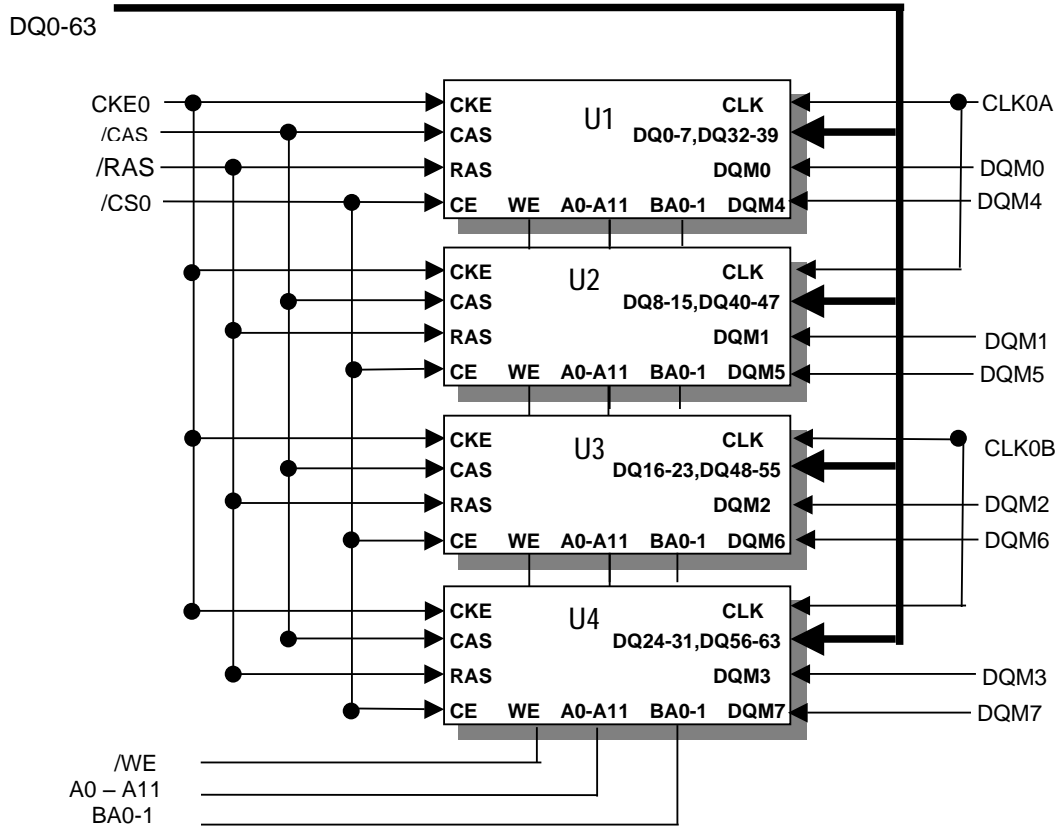 DQ0-63
CKE0
/CAS
/RAS
/CS0
CKE
CAS
RAS
CE WE A0-A11 BA0-1 DQM4
U1
CLK
DQ0-7,DQ32-39
DQM0
CLK0A
DQM0
DQM4
CKE
CAS
RAS
CE WE A0-A11 BA0-1 DQM5
U2
CLK
DQ8-15,DQ40-47
DQM1
DQM1
DQM5
CKE
CAS
RAS
CE WE A0-A11 BA0-1 DQM6
U3
CLK
DQ16-23,DQ48-55
DQM2
CLK0B
DQM2
DQM6
CKE
CAS
RAS
CE WE A0-A11 BA0-1 DQM7
U4
CLK
DQ24-31,DQ56-63
DQM3
DQM3
DQM7
/WE
A0 – A11
BA0-1